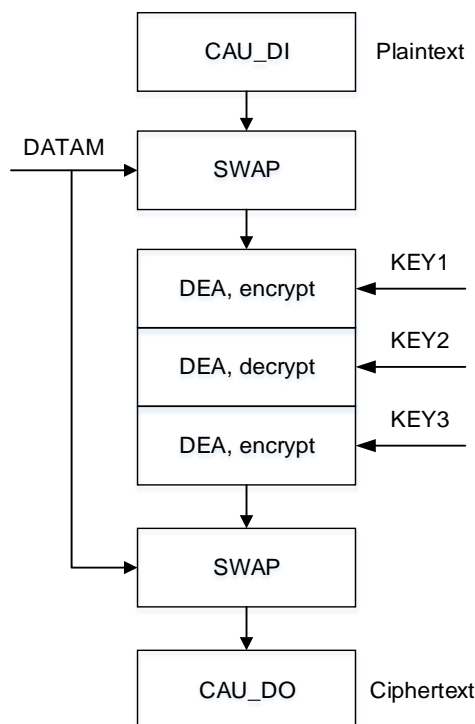 CAU_DI
Plaintext
DATAM
SWAP
DEA, encrypt
KEY1
DEA, decrypt
KEY2
DEA, encrypt
KEY3
SWAP
CAU_DO
Ciphertext